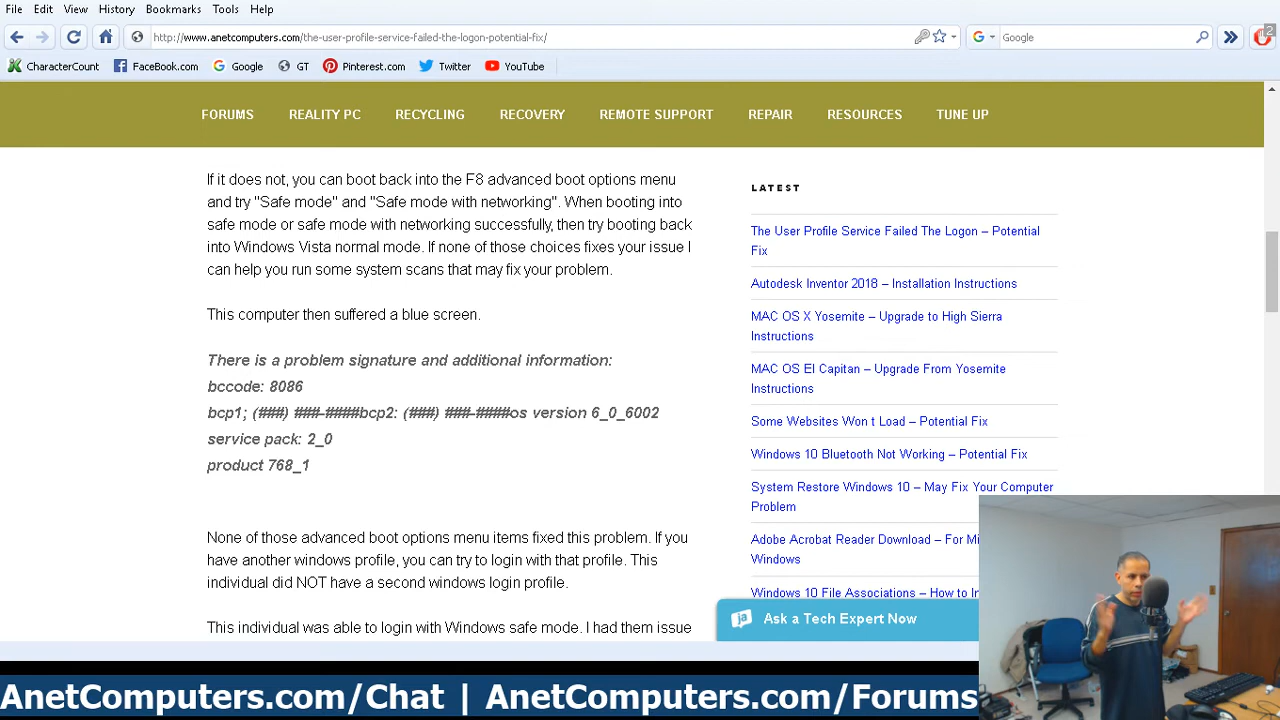 File Edit View History Bookmarks Tools Help
http://www.anetcomputers.com/the-user-profile-service-failed-the-logon-potential-fix/
G Google
2
CharacterCount FaceBook.com Google GT Pinterest.com Twitter YouTube
FORUMS REALITY PC RECYCLING RECOVERY REMOTE SUPPORT REPAIR RESOURCES TUNE UP
If it does not, you can boot back into the F8 advanced boot options menu
and try "Safe mode" and "Safe mode with networking". When booting into
safe mode or safe mode with networking successfully, then try booting back
into Windows Vista normal mode. If none of those choices fixes your issue I
can help you run some system scans that may fix your problem.
This computer then suffered a blue screen.
There is a problem signature and additional information:
bccode: 8086
bcp1; (###) ###-####bcp2: (###) ###-####os version 6_0_6002
service pack: 2_0
product 768_1
None of those advanced boot options menu items fixed this problem. If you
have another windows profile, you can try to login with that profile. This
individual did NOT have a second windows login profile.
This individual was able to login with Windows safe mode. I had them issue
LATEST
The User Profile Service Failed The Logon – Potential
Fix
Autodesk Inventor 2018 – Installation Instructions
MAC OS X Yosemite – Upgrade to High Sierra
Instructions
MAC OS El Capitan – Upgrade From Yosemite
Instructions
Some Websites Won t Load – Potential Fix
Windows 10 Bluetooth Not Working – Potential Fix
System Restore Windows 10 – May Fix Your Computer
Problem
Adobe Acrobat Reader Download – For Mi
Windows
Windows 10 File Associations – How to In
ja Ask a Tech Expert Now
AnetComputers.com/Chat | AnetComputers.com/Forums